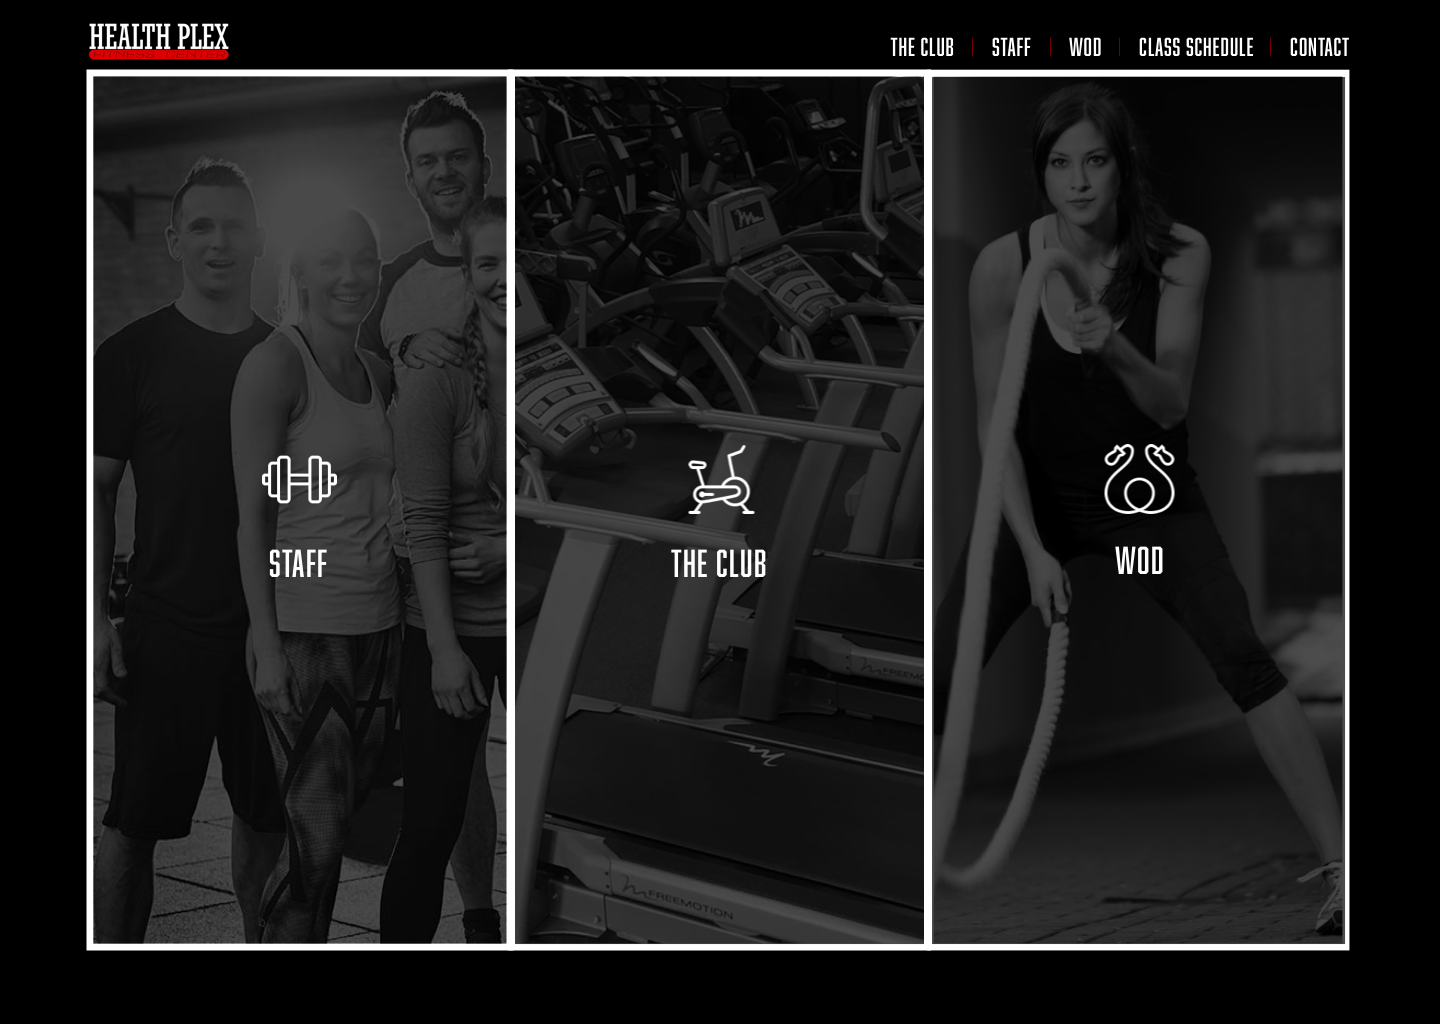 HEALTH PLEX
THE CLUB
STAFF
WOD
CLASS SCHEDULE
CONTACT
STAFF
THE CLUB
WOD
FREEMOTION
FREEMOTION